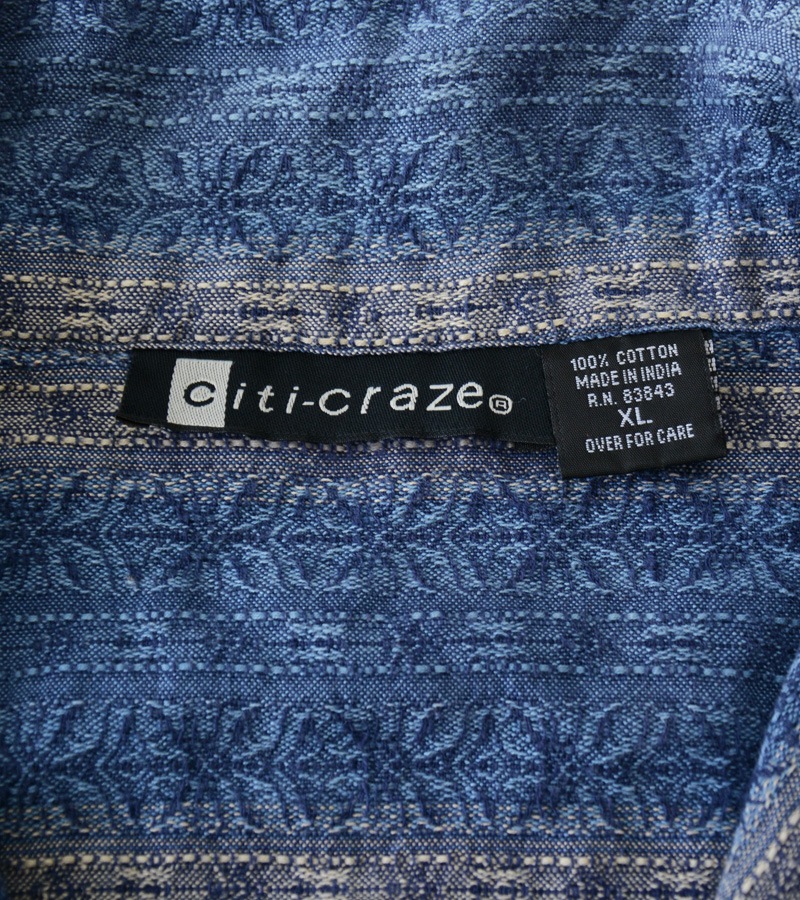 citi-craze®
100% COTTON
MADE IN INDIA
R.N. 83843
XL
OVER FOR CARE